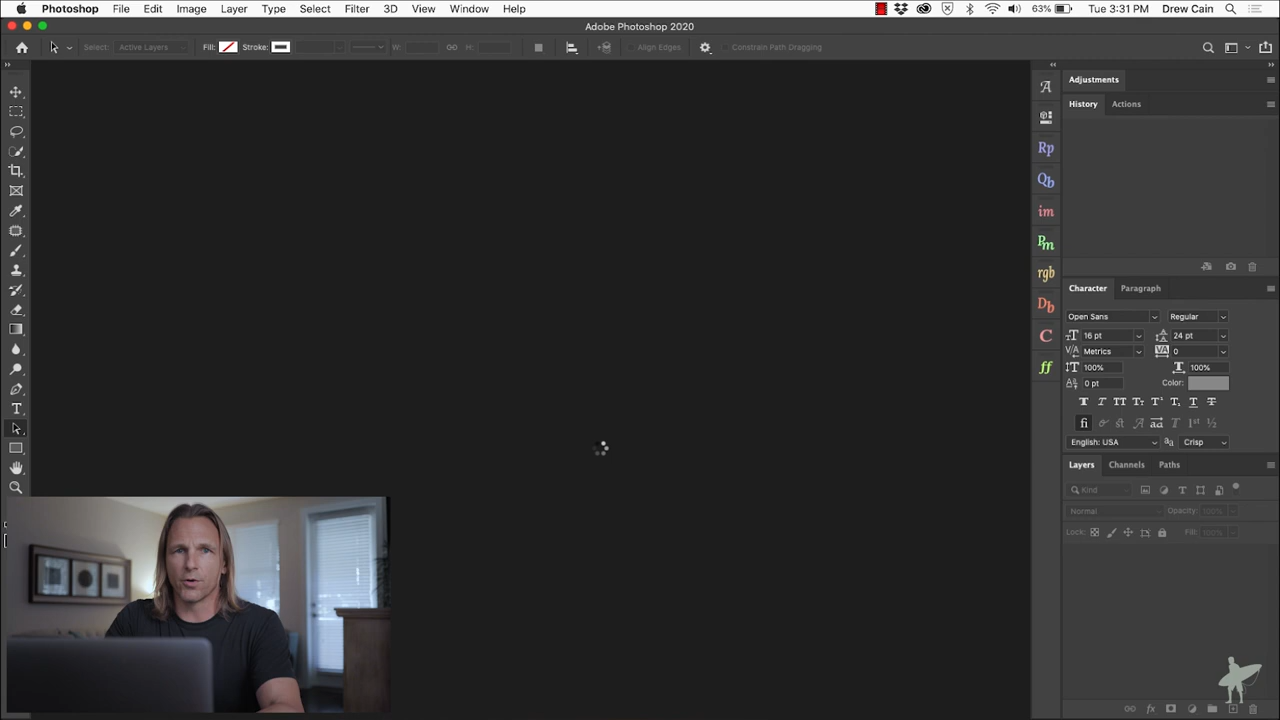 Photoshop File Edit Image Layer Type Select Filter 3D View Window Help 63% Tue 3:31 PM Drew Cain
Adobe Photoshop 2020
Select: Active Layers Fill: Stroke: W: H: Align Edges Constrain Path Dragging
Adjustments
History Actions
Rp
Qb
im
Pm
rgb
Db
C
ff
Character Paragraph
Open Sans Regular
16 pt 24 pt
Metrics 0
100% 100%
0 pt Color:
English: USA Crisp
Layers Channels Paths
Kind
Normal Opacity: 100%
Lock: Fill: 100%